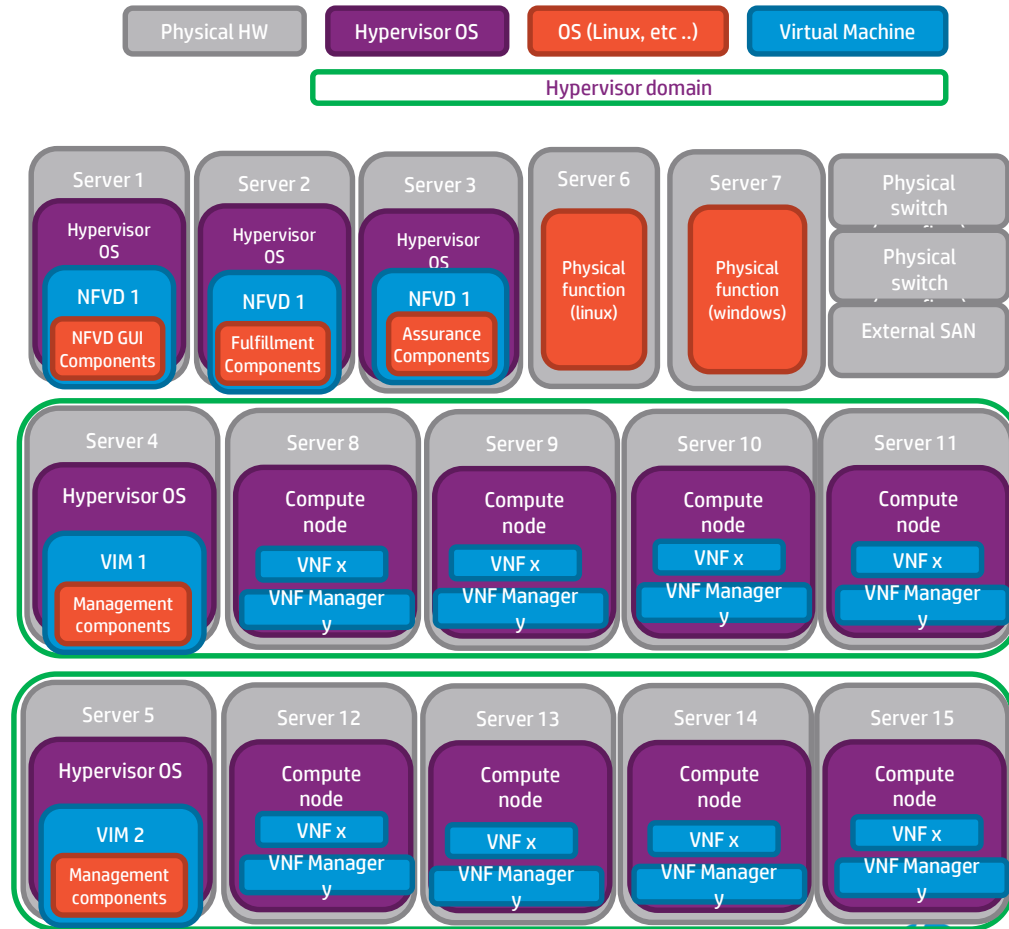 Physical HW
Hypervisor OS
OS (Linux, etc ..)
Virtual Machine
Hypervisor domain
Server 1
Hypervisor
OS
NFVD 1
NFVD GUI
Components
Server 2
Hypervisor
OS
NFVD 1
Fulfillment
Components
Server 3
Hypervisor
OS
NFVD 1
Assurance
Components
Server 6
Physical
function
(linux)
Server 7
Physical
function
(windows)
Physical
switch
Physical
switch
External SAN
Server 4
Hypervisor OS
VIM 1
Management
components
Server 8
Compute
node
VNF x
VNF Manager
y
Server 9
Compute
node
VNF x
VNF Manager
y
Server 10
Compute
node
VNF x
VNF Manager
y
Server 11
Compute
node
VNF x
VNF Manager
y
Server 5
Hypervisor OS
VIM 2
Management
components
Server 12
Compute
node
VNF x
VNF Manager
y
Server 13
Compute
node
VNF x
VNF Manager
y
Server 14
Compute
node
VNF x
VNF Manager
y
Server 15
Compute
node
VNF x
VNF Manager
y